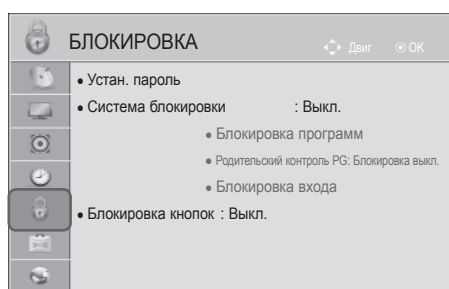 БЛОКИРОВКА Двиг OK
● Устан. пароль
● Система блокировки : Выкл.
● Блокировка программ
● Родительский контроль PG: Блокировка выкл.
● Блокировка входа
● Блокировка кнопок : Выкл.